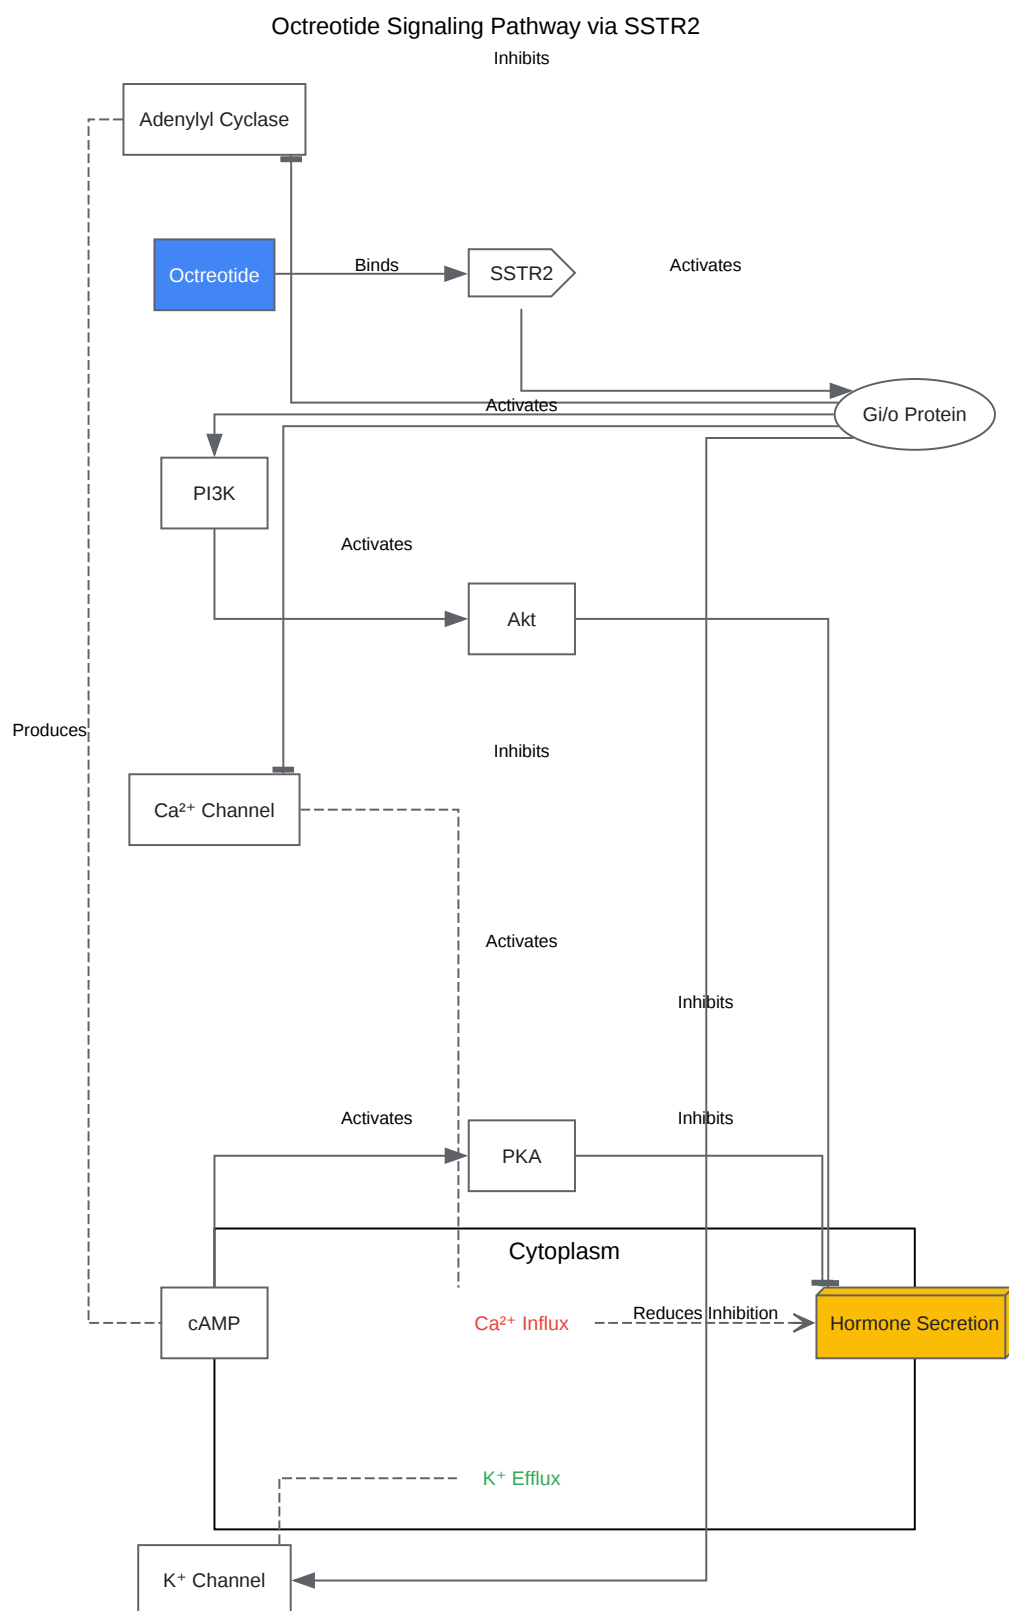 Octreotide Signaling Pathway via SSTR2
Inhibits
Adenylyl Cyclase
Octreotide
Binds
SSTR2
Activates
Activates
Gi/o Protein
PI3K
Activates
Akt
Produces
Inhibits
Ca²⁺ Channel
Activates
Inhibits
Activates
Inhibits
PKA
Cytoplasm
cAMP
Ca²⁺ Influx
Reduces Inhibition
Hormone Secretion
K⁺ Efflux
K⁺ Channel